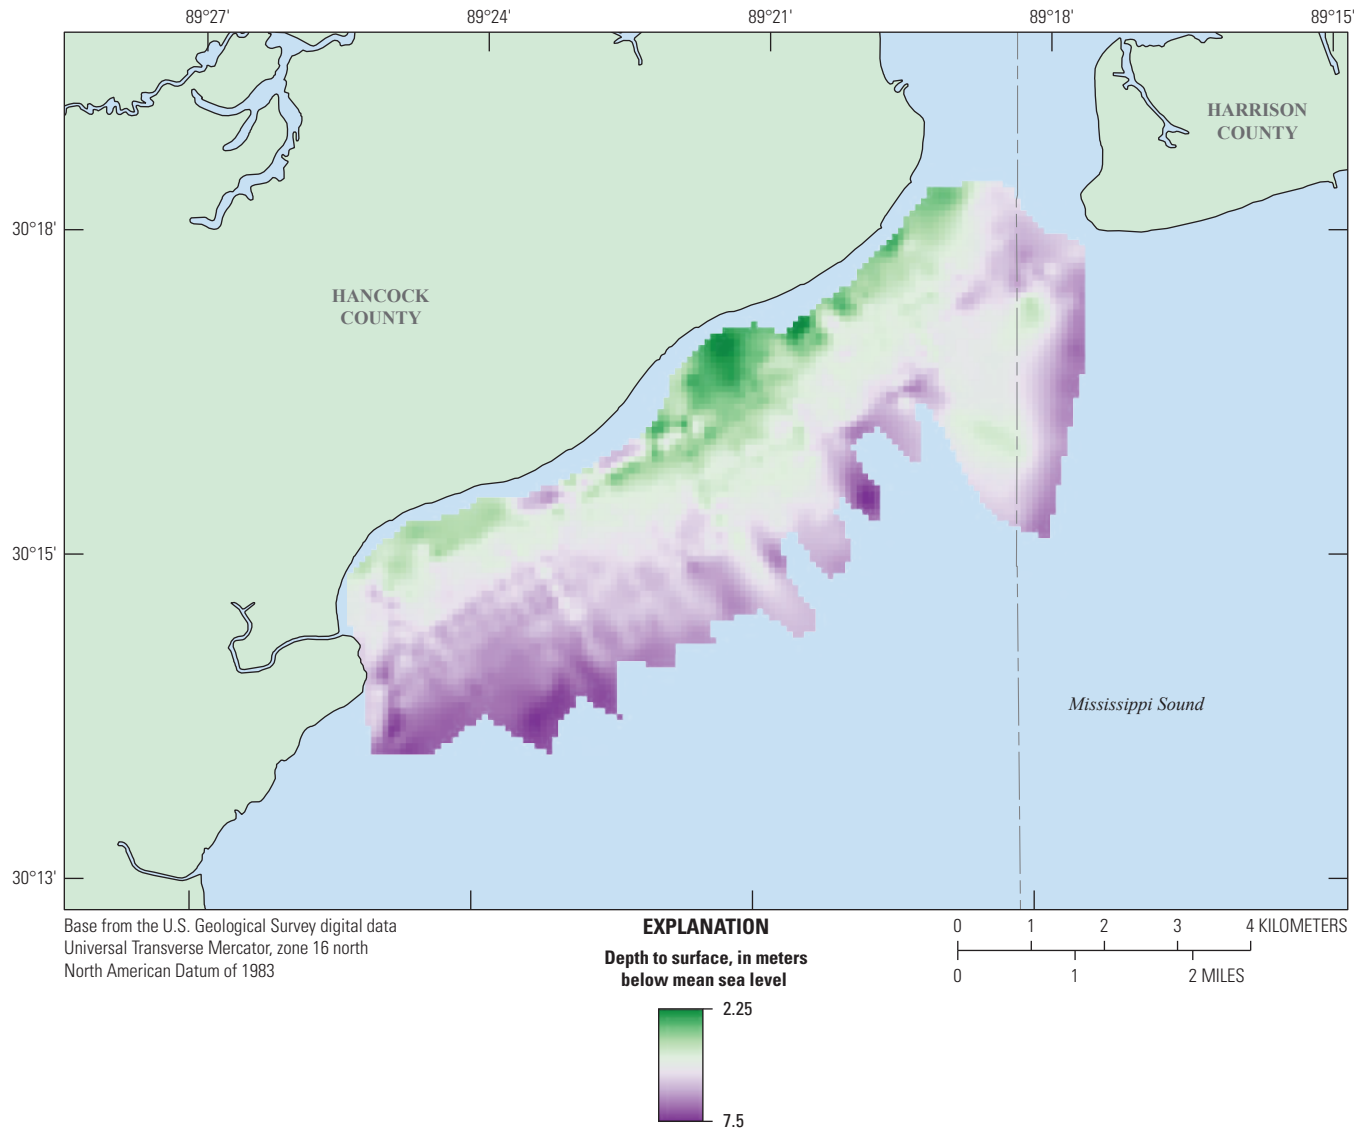 89°27' 89°24' 89°21' 89°18' 89°15'
HARRISON
COUNTY
30°18'
HANCOCK
COUNTY
30°15'
Mississippi Sound
30°13'
Base from the U.S. Geological Survey digital data
Universal Transverse Mercator, zone 16 north
North American Datum of 1983
EXPLANATION
Depth to surface, in meters
below mean sea level
2.25
7.5
0 1 2 3 4 KILOMETERS
0 1 2 MILES